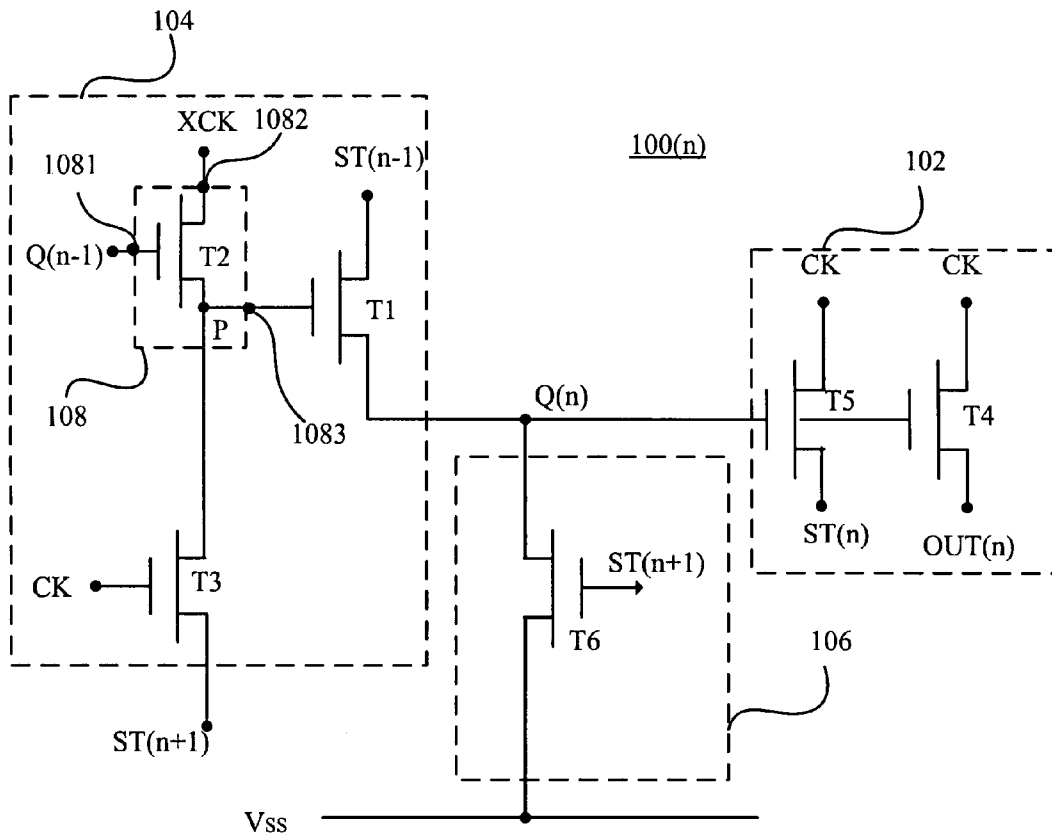 104
XCK
1082
ST(n-1)
100(n)
102
1081
Q(n-1)
T2
CK
CK
T1
P
108
1083
Q(n)
T5
T4
ST(n)
OUT(n)
CK
T3
ST(n+1)
T6
106
ST(n+1)
Vss